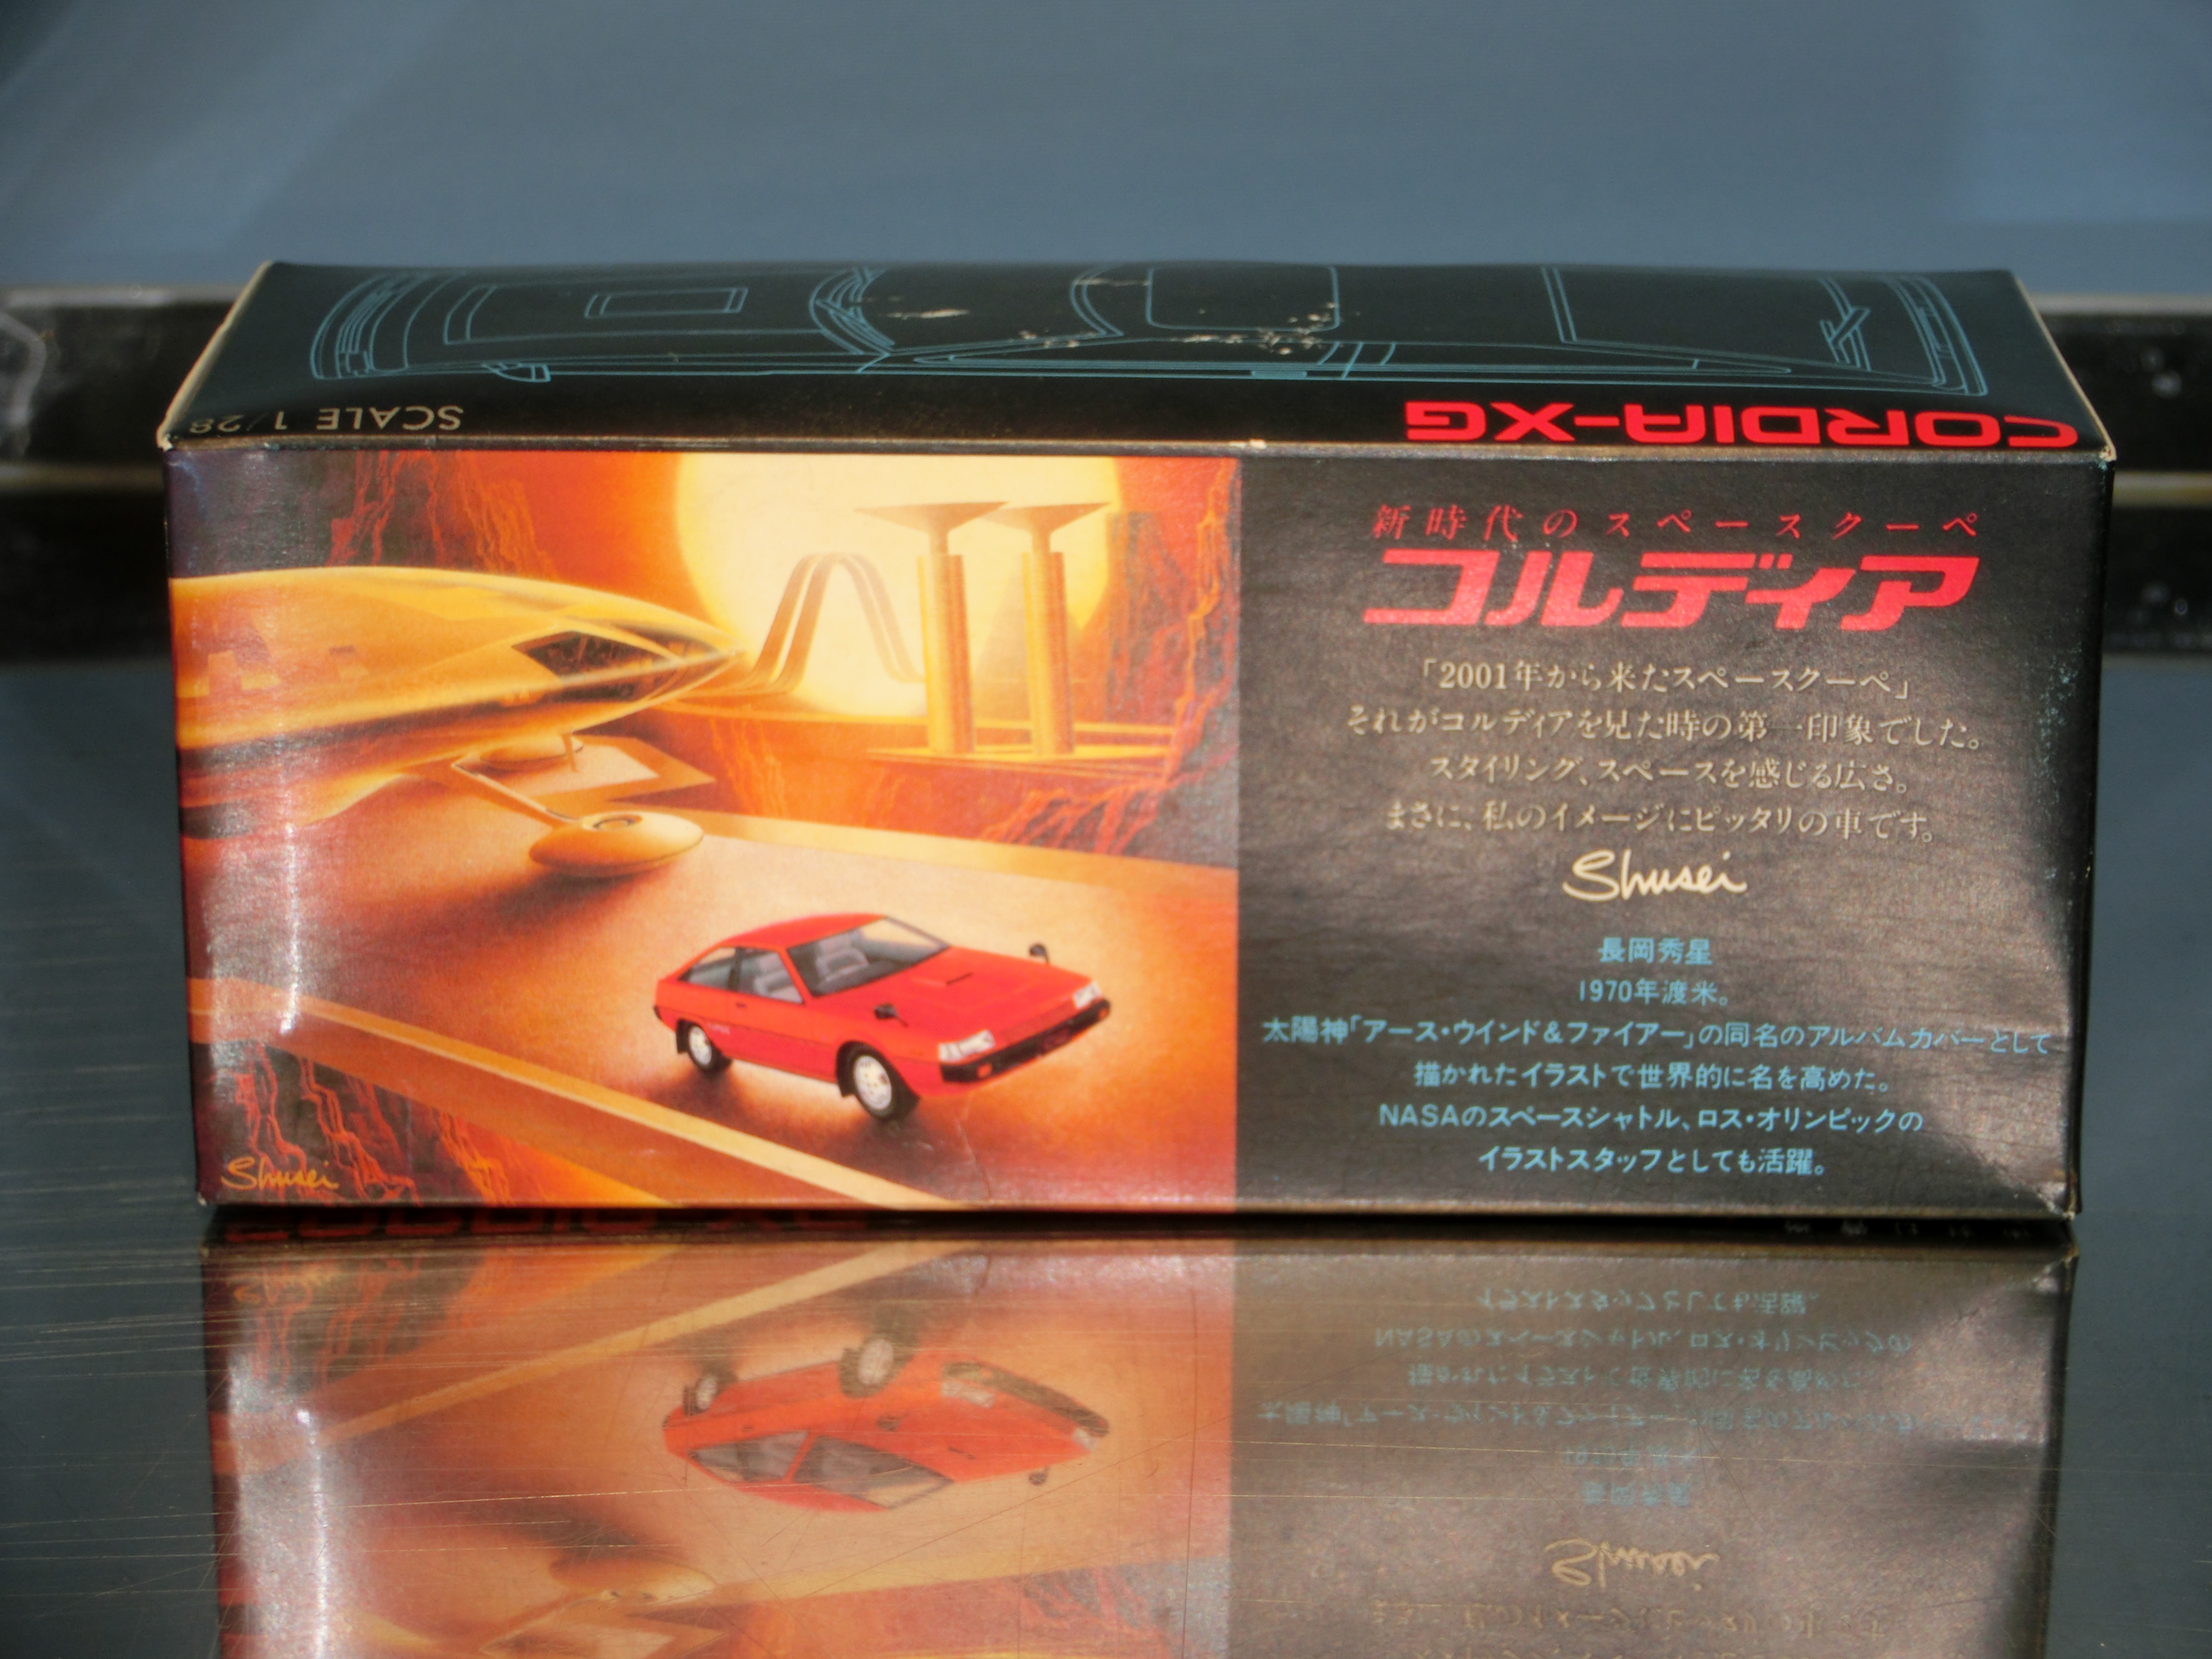 SCALE 1/28
CORDIA-XG
新時代のスペースクーペ
コルディア
「2001年から来たスペースクーペ」
それがコルディアを見た時の第一印象でした。
スタイリング、スペースを感じる広さ。
まさに、私のイメージにピッタリの車です。
Shusei
長岡秀星
1970年渡米。
太陽神「アース・ウインド&ファイアー」の同名のアルバムカバーとして
描かれたイラストで世界的に名を高めた。
NASAのスペースシャトル、ロス・オリンピックの
イラストスタッフとしても活躍。
Shusei